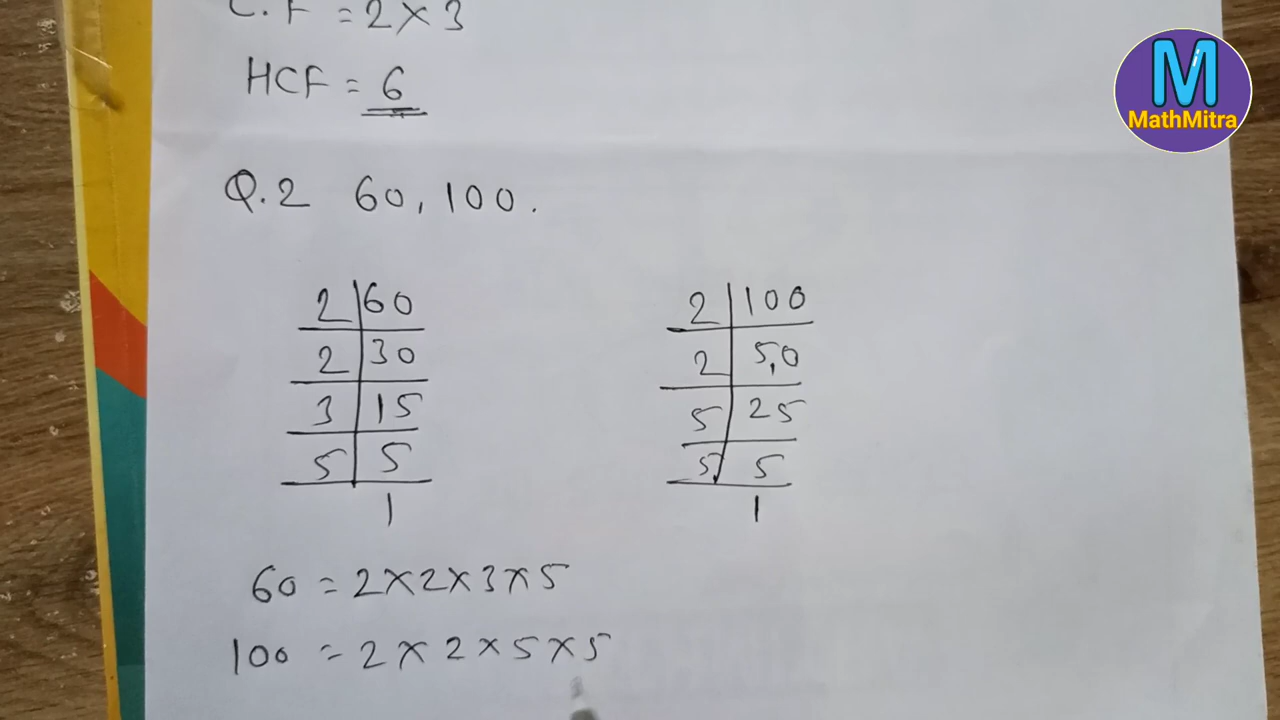 C.F = 2 × 3
HCF = 6
M
MathMitra
Q.2 60, 100.
2 | 60
2 | 30
3 | 15
5 | 5
1
2 | 100
2 | 50
5 | 25
5 | 5
1
60 = 2×2×3×5
100 = 2×2×5×5